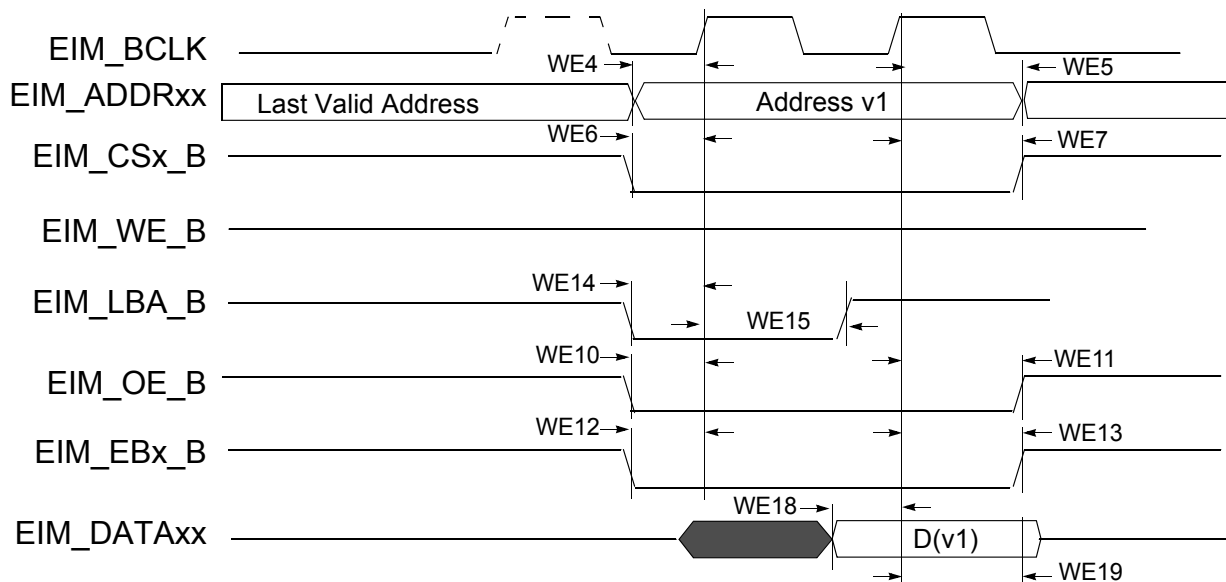 EIM_BCLK
WE4
WE5
EIM_ADDRxx
Last Valid Address
Address v1
WE6
WE7
EIM_CSx_B
EIM_WE_B
WE14
EIM_LBA_B
WE15
WE10
WE11
EIM_OE_B
WE12
WE13
EIM_EBx_B
WE18
EIM_DATAxx
D(v1)
WE19